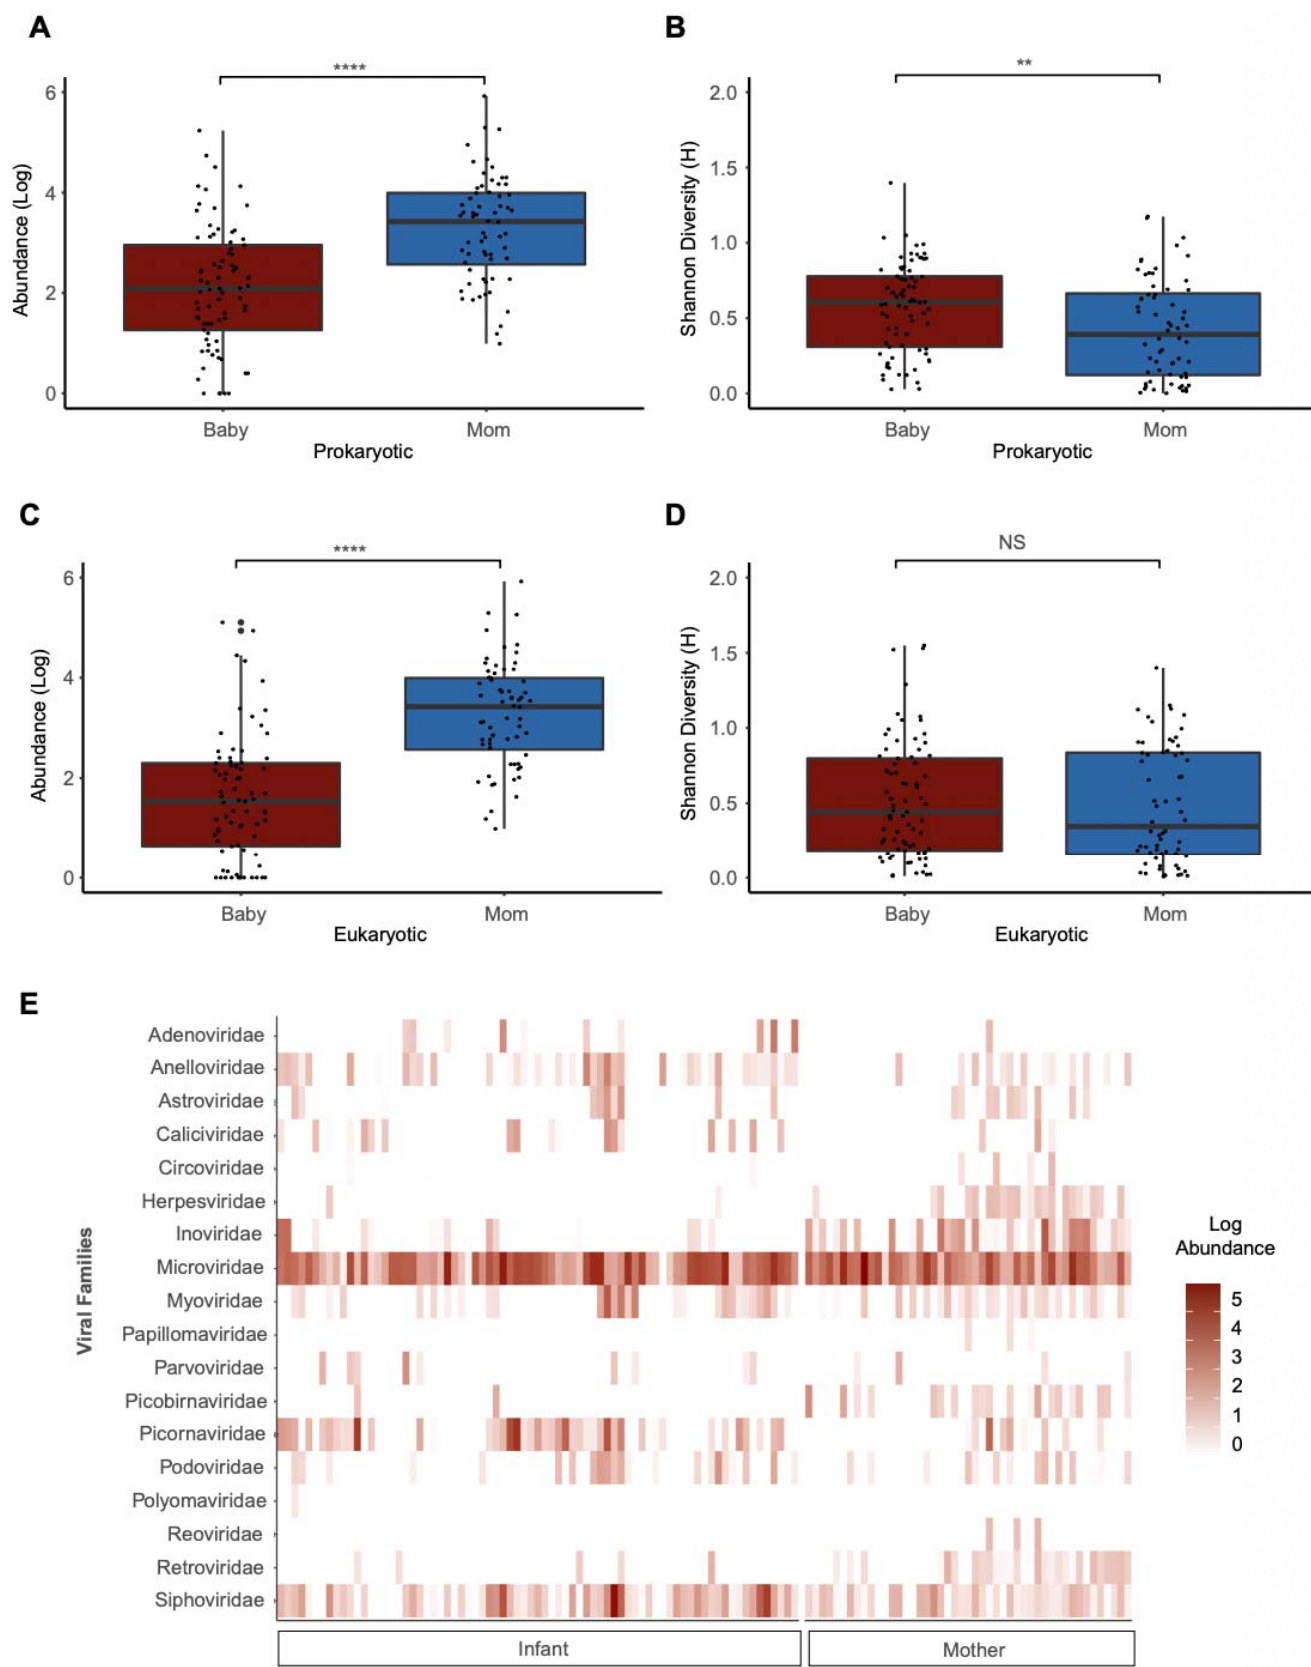 A
****
Abundance (Log)
6
4
2
0
Baby
Mom
Prokaryotic
B
**
Shannon Diversity (H)
2.0
1.5
1.0
0.5
0.0
Baby
Mom
Prokaryotic
C
****
Abundance (Log)
6
4
2
0
Baby
Mom
Eukaryotic
D
NS
Shannon Diversity (H)
2.0
1.5
1.0
0.5
0.0
Baby
Mom
Eukaryotic
E
Viral Families
Adenoviridae
Anelloviridae
Astroviridae
Caliciviridae
Circoviridae
Herpesviridae
Inoviridae
Microviridae
Myoviridae
Papillomaviridae
Parvoviridae
Picobirnaviridae
Picornaviridae
Podoviridae
Polyomaviridae
Reoviridae
Retroviridae
Siphoviridae
Infant
Mother
Log
Abundance
5
4
3
2
1
0